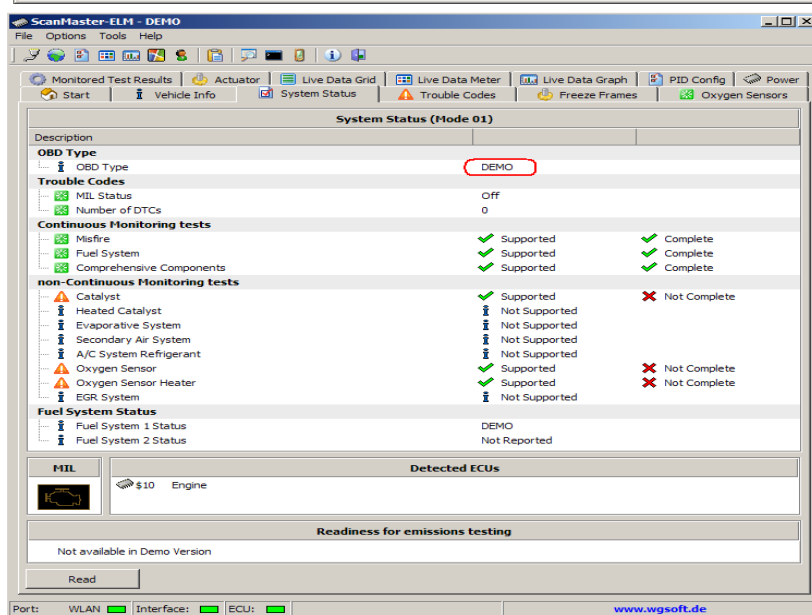 ScanMaster-ELM - DEMO
File Options Tools Help
Monitored Test Results Actuator Live Data Grid Live Data Meter Live Data Graph PID Config Power
Start Vehicle Info System Status Trouble Codes Freeze Frames Oxygen Sensors
System Status (Mode 01)
Description
OBD Type
OBD Type DEMO
Trouble Codes
MIL Status Off
Number of DTCs 0
Continuous Monitoring tests
Misfire Supported Complete
Fuel System Supported Complete
Comprehensive Components Supported Complete
non-Continuous Monitoring tests
Catalyst Supported Not Complete
Heated Catalyst Not Supported
Evaporative System Not Supported
Secondary Air System Not Supported
A/C System Refrigerant Not Supported
Oxygen Sensor Supported Not Complete
Oxygen Sensor Heater Supported Not Complete
EGR System Not Supported
Fuel System Status
Fuel System 1 Status DEMO
Fuel System 2 Status Not Reported
MIL Detected ECUs
$10 Engine
Readiness for emissions testing
Not available in Demo Version
Read
Port: WLAN Interface: ECU: www.wgsoft.de